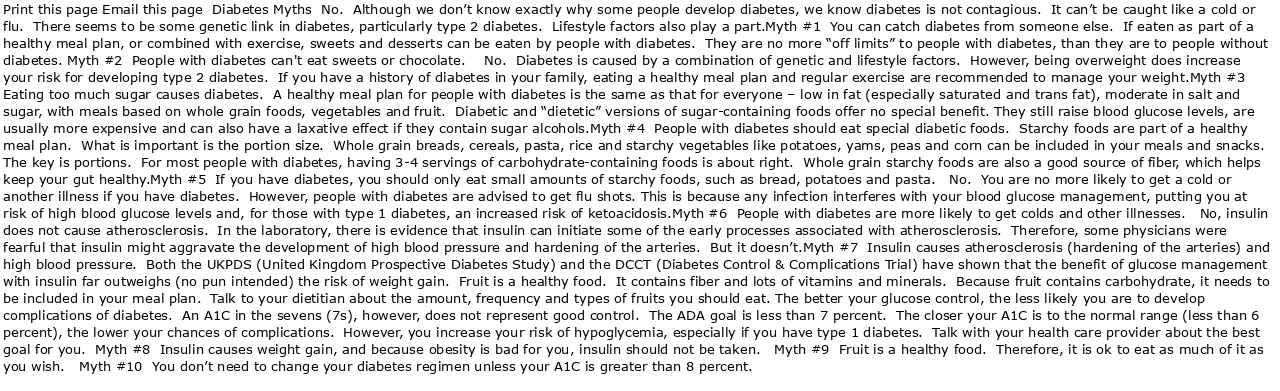 Print this page Email this page  Diabetes Myths  No.  Although we don’t know exactly why some people develop diabetes, we know diabetes is not contagious.  It can’t be caught like a cold or
flu.  There seems to be some genetic link in diabetes, particularly type 2 diabetes.  Lifestyle factors also play a part.Myth #1  You can catch diabetes from someone else.  If eaten as part of a
healthy meal plan, or combined with exercise, sweets and desserts can be eaten by people with diabetes.  They are no more “off limits” to people with diabetes, than they are to people without
diabetes. Myth #2  People with diabetes can't eat sweets or chocolate.    No.  Diabetes is caused by a combination of genetic and lifestyle factors.  However, being overweight does increase
your risk for developing type 2 diabetes.  If you have a history of diabetes in your family, eating a healthy meal plan and regular exercise are recommended to manage your weight.Myth #3
Eating too much sugar causes diabetes.  A healthy meal plan for people with diabetes is the same as that for everyone – low in fat (especially saturated and trans fat), moderate in salt and
sugar, with meals based on whole grain foods, vegetables and fruit.  Diabetic and “dietetic” versions of sugar-containing foods offer no special benefit. They still raise blood glucose levels, are
usually more expensive and can also have a laxative effect if they contain sugar alcohols.Myth #4  People with diabetes should eat special diabetic foods.  Starchy foods are part of a healthy
meal plan.  What is important is the portion size.  Whole grain breads, cereals, pasta, rice and starchy vegetables like potatoes, yams, peas and corn can be included in your meals and snacks.
The key is portions.  For most people with diabetes, having 3-4 servings of carbohydrate-containing foods is about right.  Whole grain starchy foods are also a good source of fiber, which helps
keep your gut healthy.Myth #5  If you have diabetes, you should only eat small amounts of starchy foods, such as bread, potatoes and pasta.   No.  You are no more likely to get a cold or
another illness if you have diabetes.  However, people with diabetes are advised to get flu shots. This is because any infection interferes with your blood glucose management, putting you at
risk of high blood glucose levels and, for those with type 1 diabetes, an increased risk of ketoacidosis.Myth #6  People with diabetes are more likely to get colds and other illnesses.   No, insulin
does not cause atherosclerosis.  In the laboratory, there is evidence that insulin can initiate some of the early processes associated with atherosclerosis.  Therefore, some physicians were
fearful that insulin might aggravate the development of high blood pressure and hardening of the arteries.  But it doesn’t.Myth #7  Insulin causes atherosclerosis (hardening of the arteries) and
high blood pressure.  Both the UKPDS (United Kingdom Prospective Diabetes Study) and the DCCT (Diabetes Control & Complications Trial) have shown that the benefit of glucose management
with insulin far outweighs (no pun intended) the risk of weight gain.  Fruit is a healthy food.  It contains fiber and lots of vitamins and minerals.  Because fruit contains carbohydrate, it needs to
be included in your meal plan.  Talk to your dietitian about the amount, frequency and types of fruits you should eat. The better your glucose control, the less likely you are to develop
complications of diabetes.  An A1C in the sevens (7s), however, does not represent good control.  The ADA goal is less than 7 percent.  The closer your A1C is to the normal range (less than 6
percent), the lower your chances of complications.  However, you increase your risk of hypoglycemia, especially if you have type 1 diabetes.  Talk with your health care provider about the best
goal for you.  Myth #8  Insulin causes weight gain, and because obesity is bad for you, insulin should not be taken.   Myth #9  Fruit is a healthy food.  Therefore, it is ok to eat as much of it as
you wish.   Myth #10  You don’t need to change your diabetes regimen unless your A1C is greater than 8 percent.